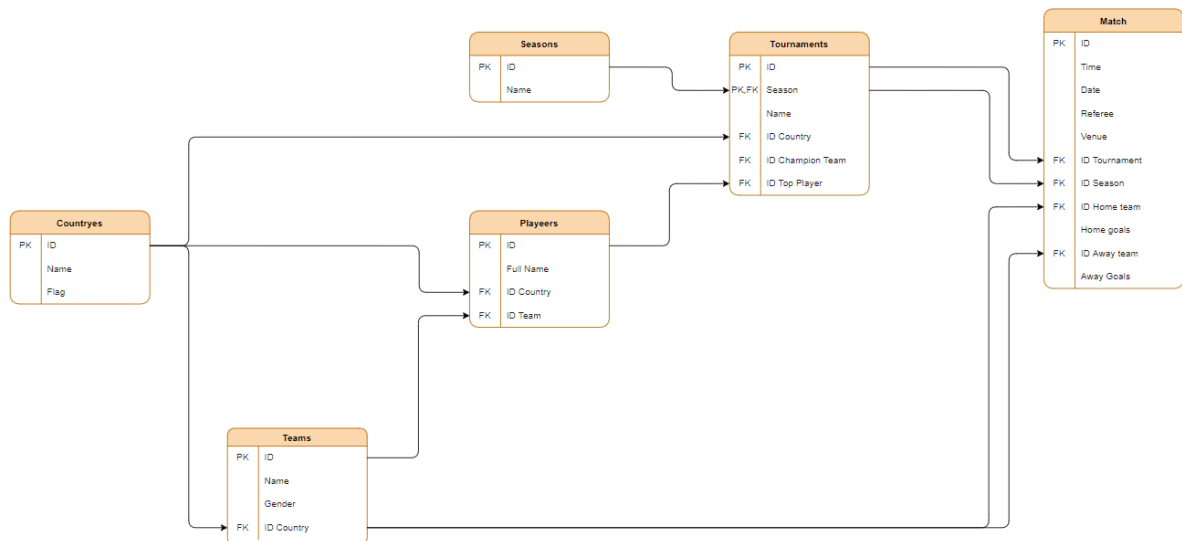 Seasons
PK ID
Name
Tournaments
PK ID
PK,FK Season
Name
FK ID Country
FK ID Champion Team
FK ID Top Player
Match
PK ID
Time
Date
Referee
Venue
FK ID Tournament
FK ID Season
FK ID Home team
Home goals
FK ID Away team
Away Goals
Countryes
PK ID
Name
Flag
Playeers
PK ID
Full Name
FK ID Country
FK ID Team
Teams
PK ID
Name
Gender
FK ID Country